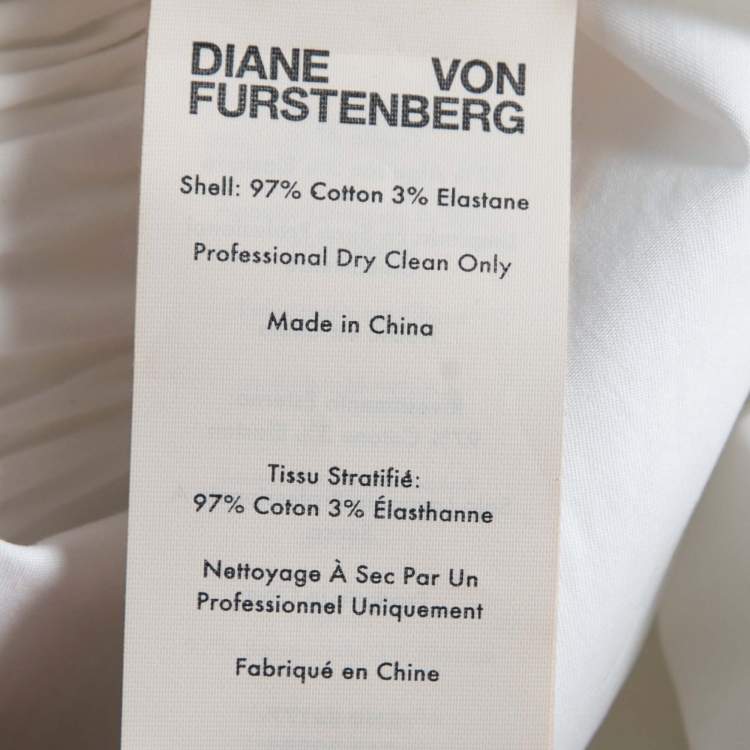 DIANE VON
FURSTENBERG
Shell: 97% Cotton 3% Elastane
Professional Dry Clean Only
Made in China
Tissu Stratifié:
97% Coton 3% Élasthanne
Nettoyage À Sec Par Un
Professionnel Uniquement
Fabriqué en Chine